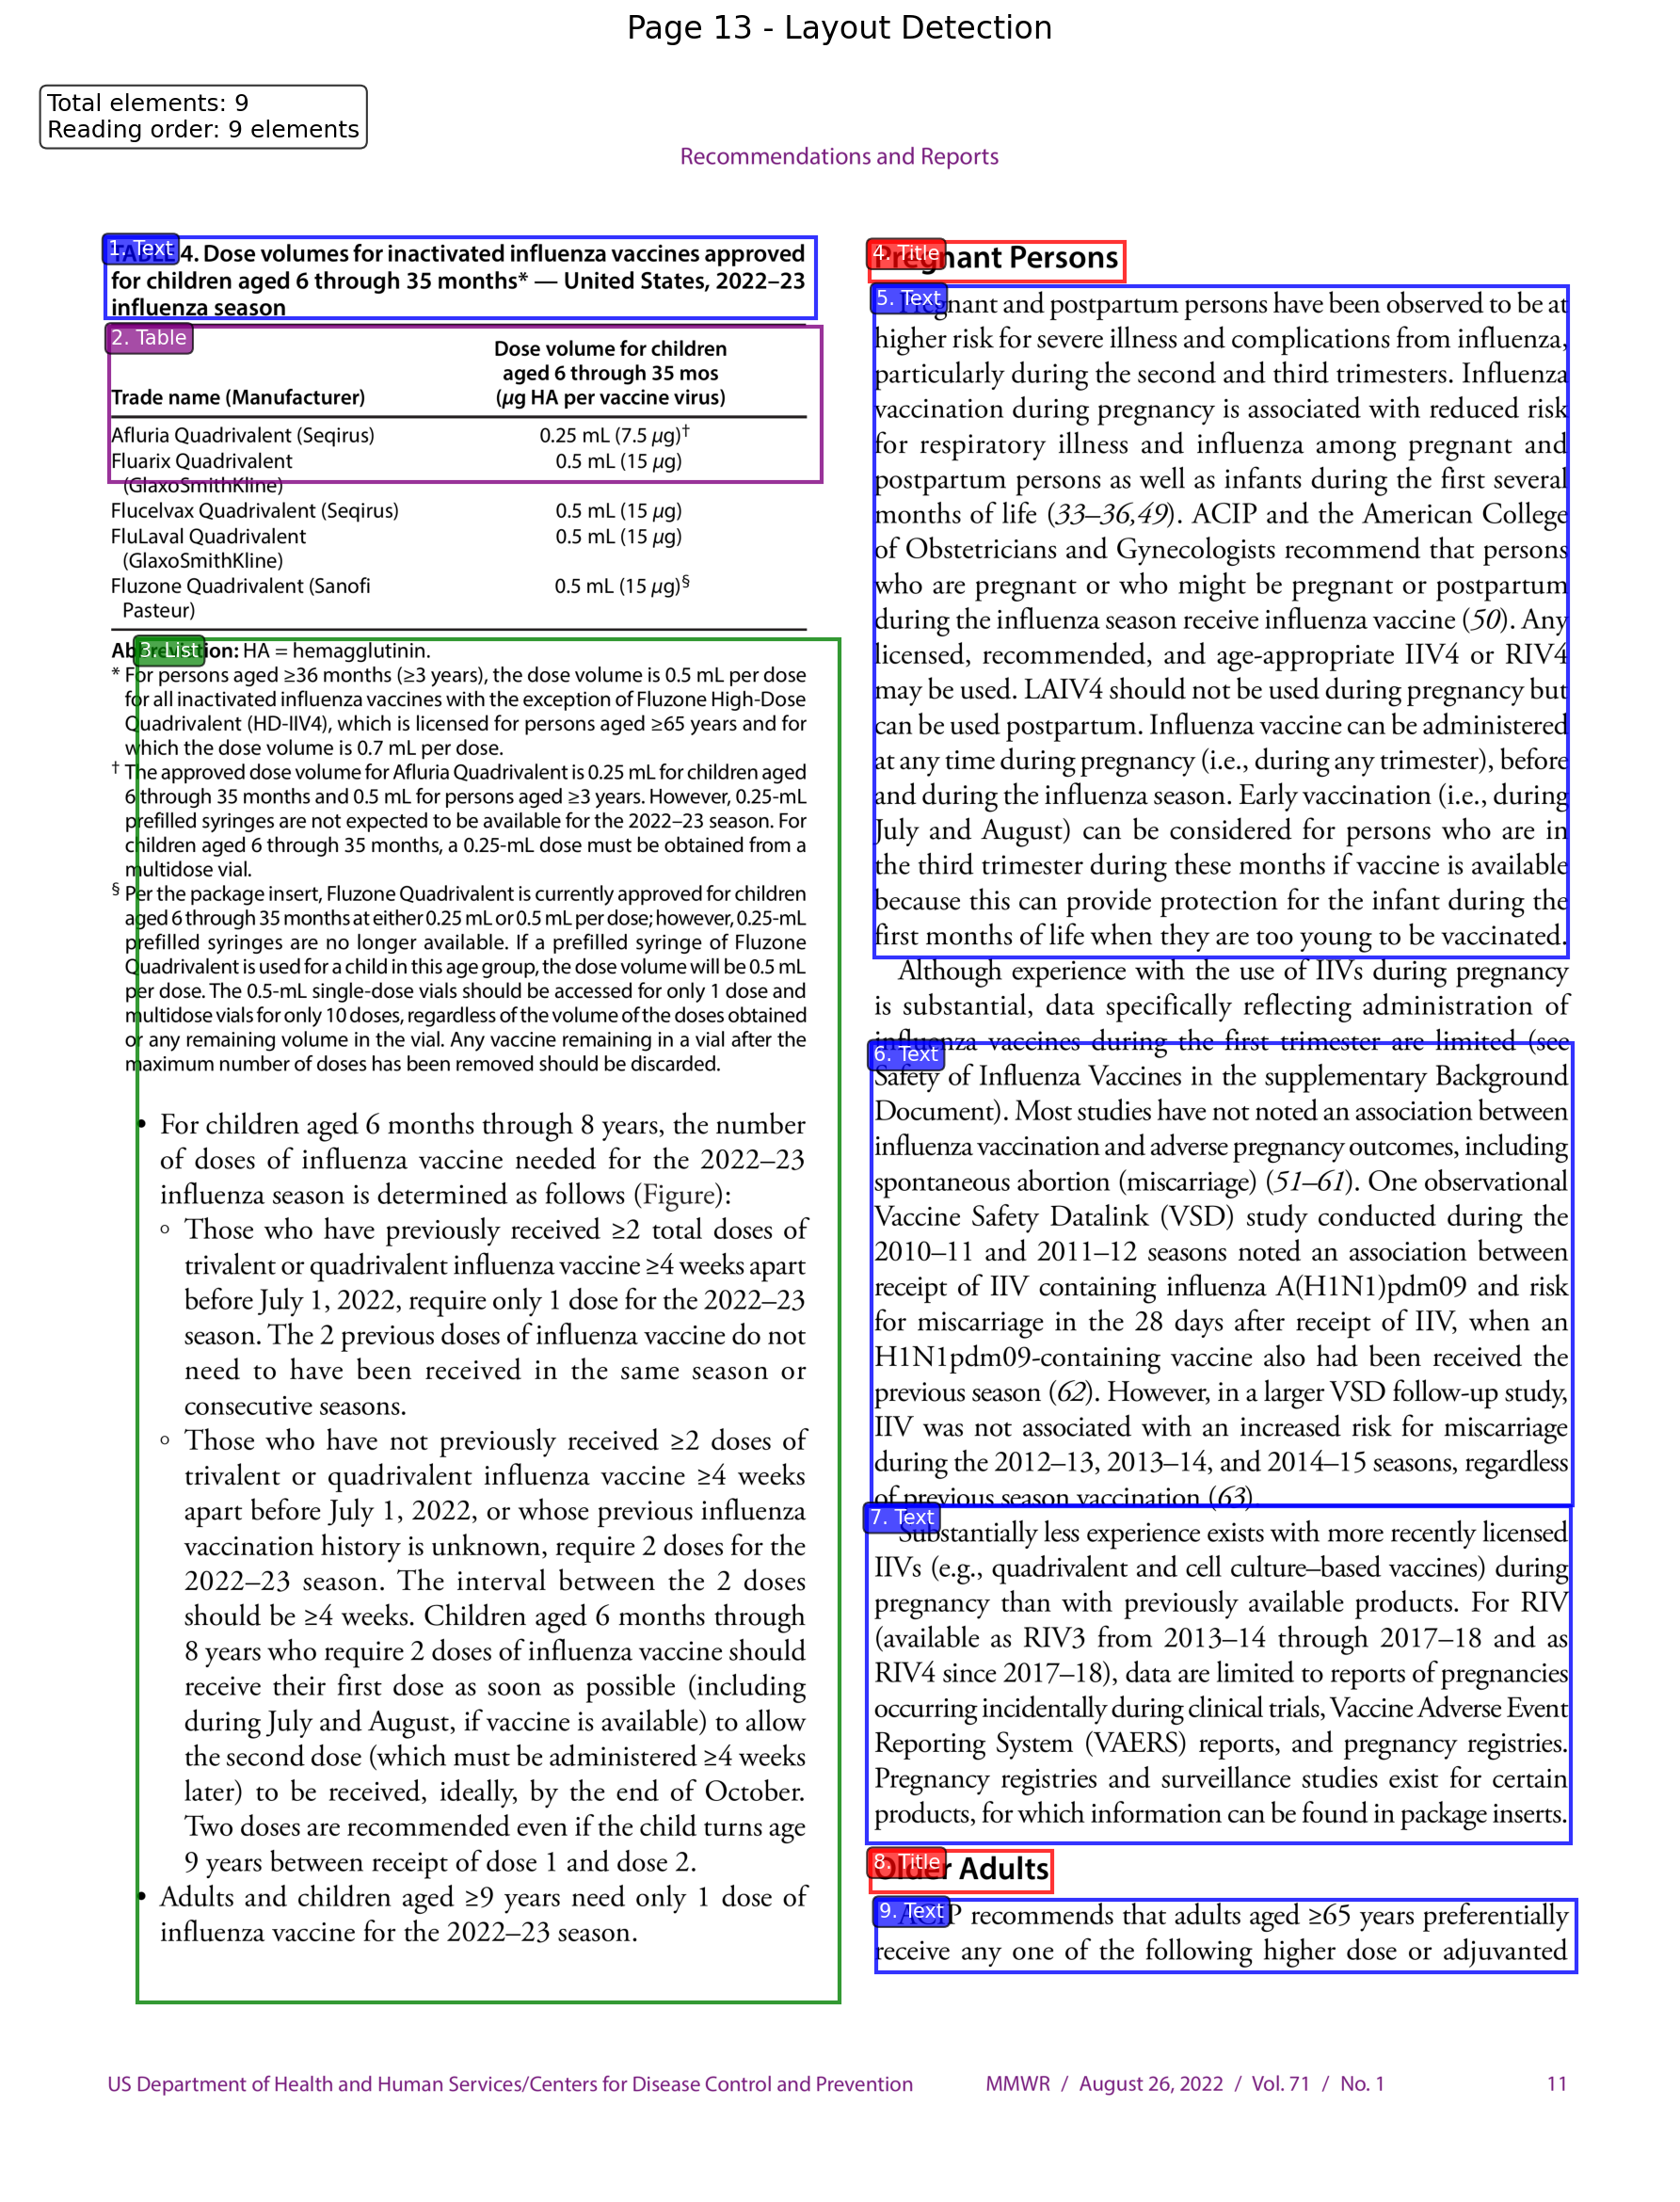 Page 13 - Layout Detection
Total elements: 9
Reading order: 9 elements
Recommendations and Reports
1. Text
TABLE 4. Dose volumes for inactivated influenza vaccines approved
for children aged 6 through 35 months* — United States, 2022–23
influenza season
2. Table
Dose volume for children
aged 6 through 35 mos
Trade name (Manufacturer) (µg HA per vaccine virus)
Afluria Quadrivalent (Seqirus) 0.25 mL (7.5 µg)†
Fluarix Quadrivalent 0.5 mL (15 µg)
(GlaxoSmithKline)
Flucelvax Quadrivalent (Seqirus) 0.5 mL (15 µg)
FluLaval Quadrivalent 0.5 mL (15 µg)
(GlaxoSmithKline)
Fluzone Quadrivalent (Sanofi 0.5 mL (15 µg)§
Pasteur)
3. List
Abbreviation: HA = hemagglutinin.
* For persons aged ≥36 months (≥3 years), the dose volume is 0.5 mL per dose
for all inactivated influenza vaccines with the exception of Fluzone High-Dose
Quadrivalent (HD-IIV4), which is licensed for persons aged ≥65 years and for
which the dose volume is 0.7 mL per dose.
† The approved dose volume for Afluria Quadrivalent is 0.25 mL for children aged
6 through 35 months and 0.5 mL for persons aged ≥3 years. However, 0.25-mL
prefilled syringes are not expected to be available for the 2022–23 season. For
children aged 6 through 35 months, a 0.25-mL dose must be obtained from a
multidose vial.
§ Per the package insert, Fluzone Quadrivalent is currently approved for children
aged 6 through 35 months at either 0.25 mL or 0.5 mL per dose; however, 0.25-mL
prefilled syringes are no longer available. If a prefilled syringe of Fluzone
Quadrivalent is used for a child in this age group, the dose volume will be 0.5 mL
per dose. The 0.5-mL single-dose vials should be accessed for only 1 dose and
multidose vials for only 10 doses, regardless of the volume of the doses obtained
or any remaining volume in the vial. Any vaccine remaining in a vial after the
maximum number of doses has been removed should be discarded.
• For children aged 6 months through 8 years, the number
of doses of influenza vaccine needed for the 2022–23
influenza season is determined as follows (Figure):
◦ Those who have previously received ≥2 total doses of
trivalent or quadrivalent influenza vaccine ≥4 weeks apart
before July 1, 2022, require only 1 dose for the 2022–23
season. The 2 previous doses of influenza vaccine do not
need to have been received in the same season or
consecutive seasons.
◦ Those who have not previously received ≥2 doses of
trivalent or quadrivalent influenza vaccine ≥4 weeks
apart before July 1, 2022, or whose previous influenza
vaccination history is unknown, require 2 doses for the
2022–23 season. The interval between the 2 doses
should be ≥4 weeks. Children aged 6 months through
8 years who require 2 doses of influenza vaccine should
receive their first dose as soon as possible (including
during July and August, if vaccine is available) to allow
the second dose (which must be administered ≥4 weeks
later) to be received, ideally, by the end of October.
Two doses are recommended even if the child turns age
9 years between receipt of dose 1 and dose 2.
• Adults and children aged ≥9 years need only 1 dose of
influenza vaccine for the 2022–23 season.
4. Title
Pregnant Persons
5. Text
Pregnant and postpartum persons have been observed to be at
higher risk for severe illness and complications from influenza,
particularly during the second and third trimesters. Influenza
vaccination during pregnancy is associated with reduced risk
for respiratory illness and influenza among pregnant and
postpartum persons as well as infants during the first several
months of life (33–36,49). ACIP and the American College
of Obstetricians and Gynecologists recommend that persons
who are pregnant or who might be pregnant or postpartum
during the influenza season receive influenza vaccine (50). Any
licensed, recommended, and age-appropriate IIV4 or RIV4
may be used. LAIV4 should not be used during pregnancy but
can be used postpartum. Influenza vaccine can be administered
at any time during pregnancy (i.e., during any trimester), before
and during the influenza season. Early vaccination (i.e., during
July and August) can be considered for persons who are in
the third trimester during these months if vaccine is available
because this can provide protection for the infant during the
first months of life when they are too young to be vaccinated.
Although experience with the use of IIVs during pregnancy
is substantial, data specifically reflecting administration of
influenza vaccines during the first trimester are limited (see
6. Text
Safety of Influenza Vaccines in the supplementary Background
Document). Most studies have not noted an association between
influenza vaccination and adverse pregnancy outcomes, including
spontaneous abortion (miscarriage) (51–61). One observational
Vaccine Safety Datalink (VSD) study conducted during the
2010–11 and 2011–12 seasons noted an association between
receipt of IIV containing influenza A(H1N1)pdm09 and risk
for miscarriage in the 28 days after receipt of IIV, when an
H1N1pdm09-containing vaccine also had been received the
previous season (62). However, in a larger VSD follow-up study,
IIV was not associated with an increased risk for miscarriage
during the 2012–13, 2013–14, and 2014–15 seasons, regardless
of previous season vaccination (63).
7. Text
Substantially less experience exists with more recently licensed
IIVs (e.g., quadrivalent and cell culture–based vaccines) during
pregnancy than with previously available products. For RIV
(available as RIV3 from 2013–14 through 2017–18 and as
RIV4 since 2017–18), data are limited to reports of pregnancies
occurring incidentally during clinical trials, Vaccine Adverse Event
Reporting System (VAERS) reports, and pregnancy registries.
Pregnancy registries and surveillance studies exist for certain
products, for which information can be found in package inserts.
8. Title
Older Adults
9. Text
ACIP recommends that adults aged ≥65 years preferentially
receive any one of the following higher dose or adjuvanted
US Department of Health and Human Services/Centers for Disease Control and Prevention MMWR / August 26, 2022 / Vol. 71 / No. 1 11